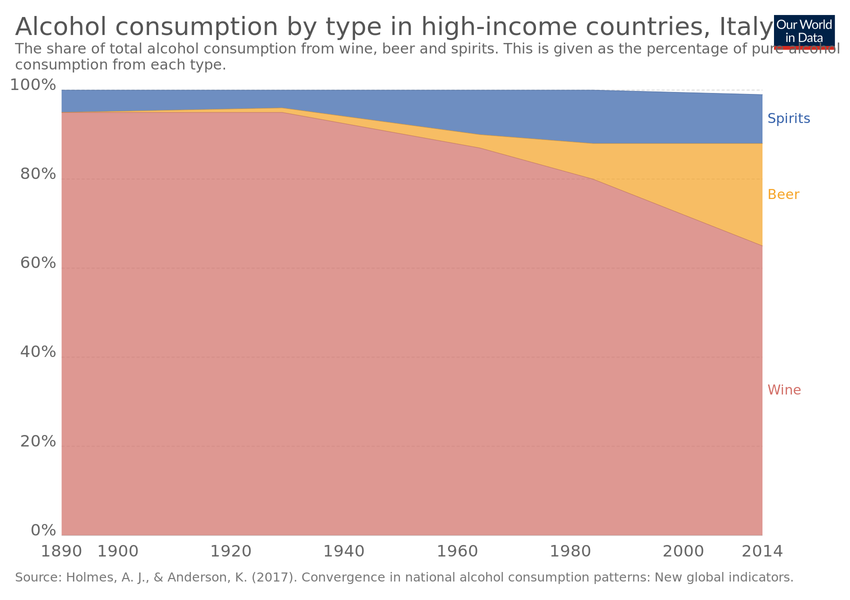 Alcohol consumption by type in high-income countries, Italy
Our World
in Data
The share of total alcohol consumption from wine, beer and spirits. This is given as the percentage of pure alcohol
consumption from each type.
100%
80%
60%
40%
20%
0%
Spirits
Beer
Wine
1890 1900 1920 1940 1960 1980 2000 2014
Source: Holmes, A. J., & Anderson, K. (2017). Convergence in national alcohol consumption patterns: New global indicators.